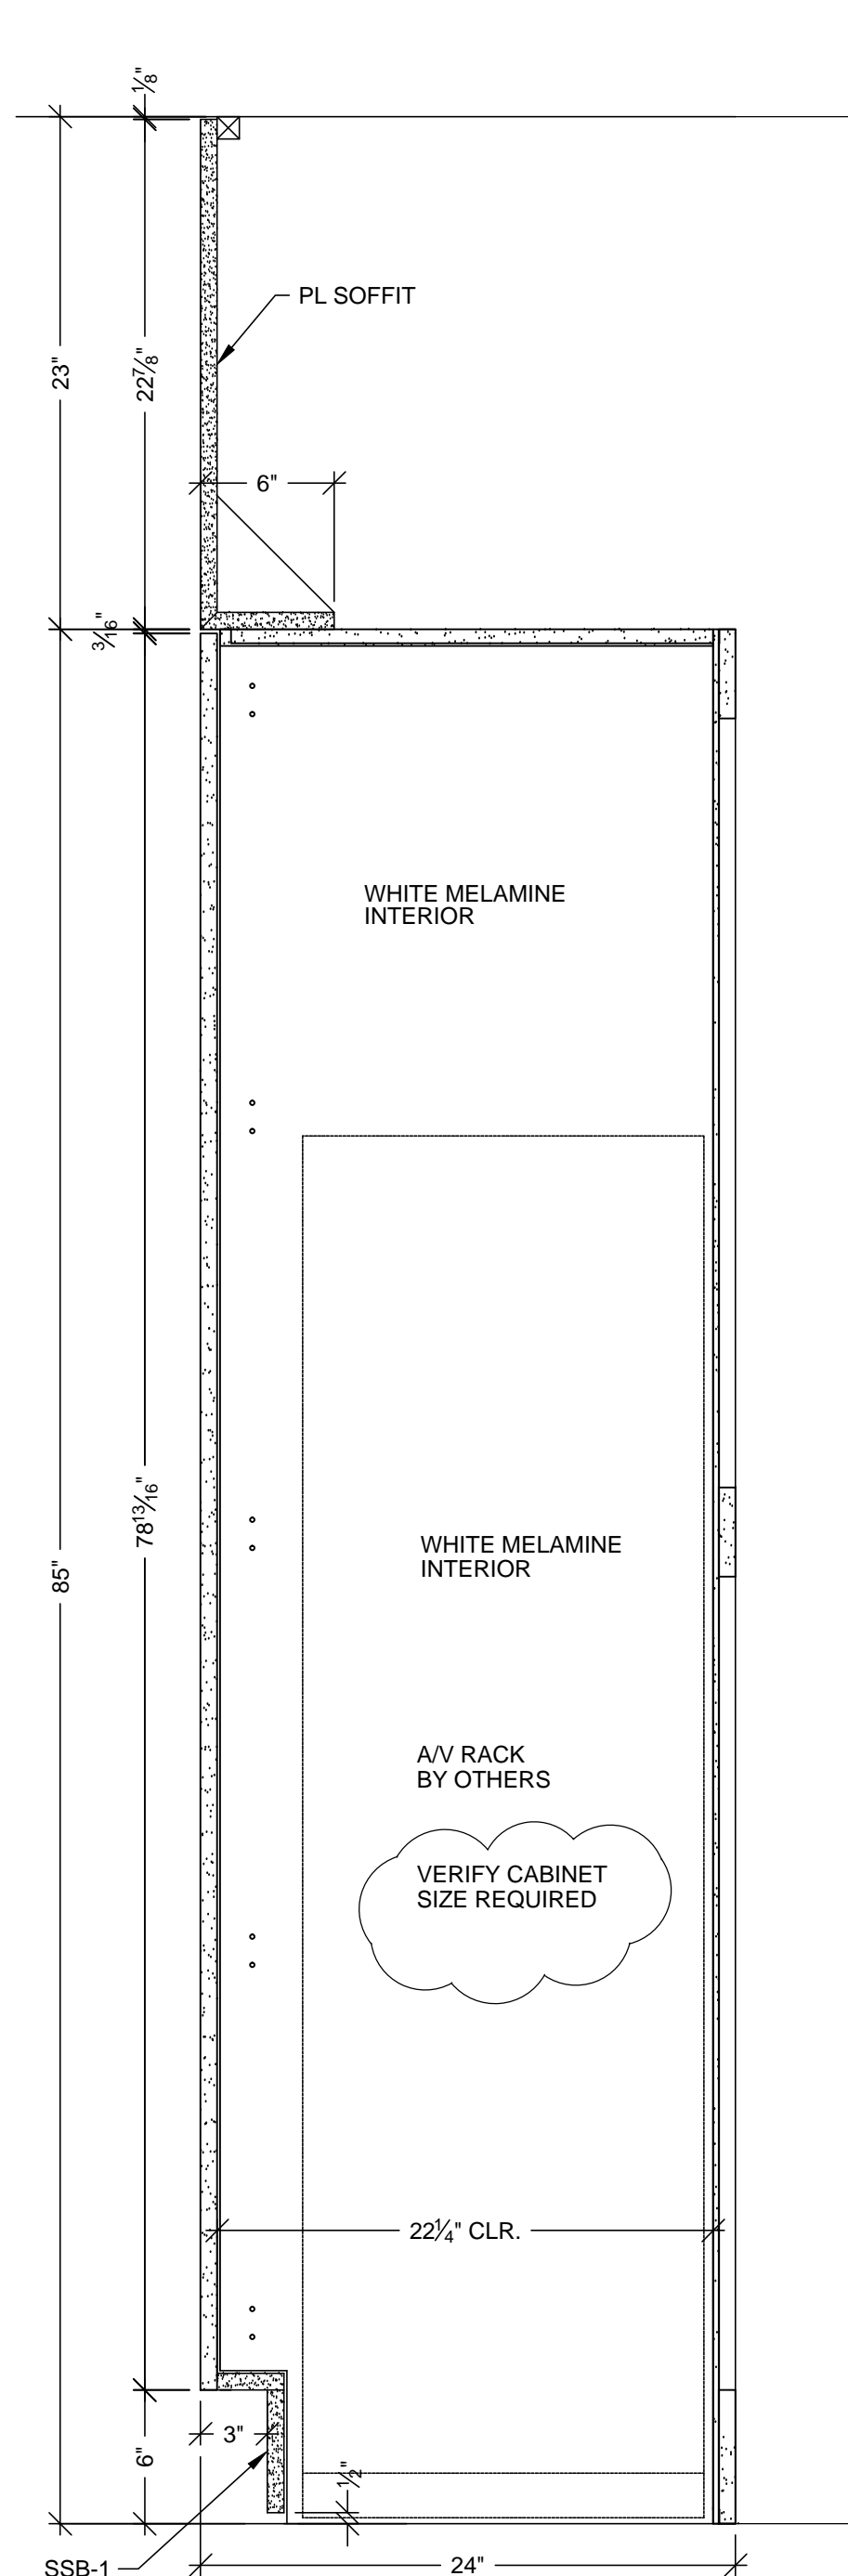 1/8"
PL SOFFIT
23"
22 7/8"
6"
3/16"
WHITE MELAMINE
INTERIOR
78 13/16"
85"
WHITE MELAMINE
INTERIOR
A/V RACK
BY OTHERS
VERIFY CABINET
SIZE REQUIRED
22 1/4" CLR.
3"
6"
1/2"
SSB-1
24"